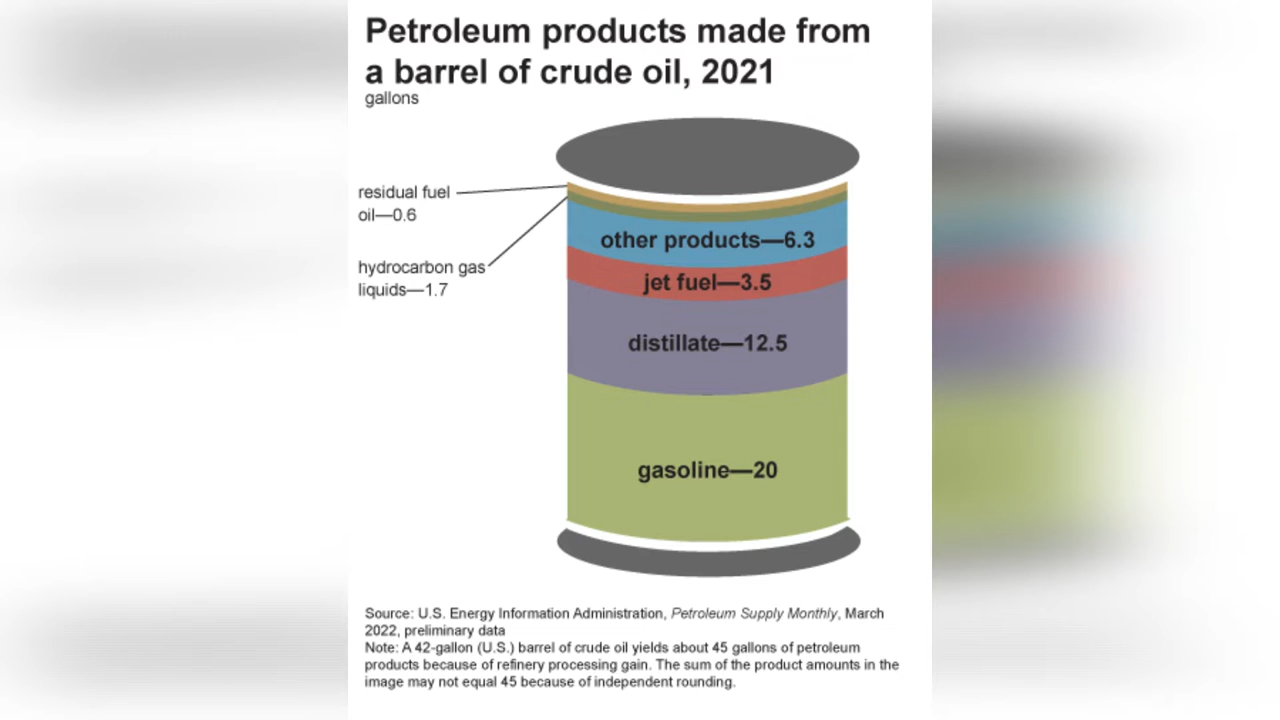 Petroleum products made from
a barrel of crude oil, 2021
gallons
residual fuel
oil—0.6
hydrocarbon gas
liquids—1.7
other products—6.3
jet fuel—3.5
distillate—12.5
gasoline—20
Source: U.S. Energy Information Administration, Petroleum Supply Monthly, March
2022, preliminary data
Note: A 42-gallon (U.S.) barrel of crude oil yields about 45 gallons of petroleum
products because of refinery processing gain. The sum of the product amounts in the
image may not equal 45 because of independent rounding.